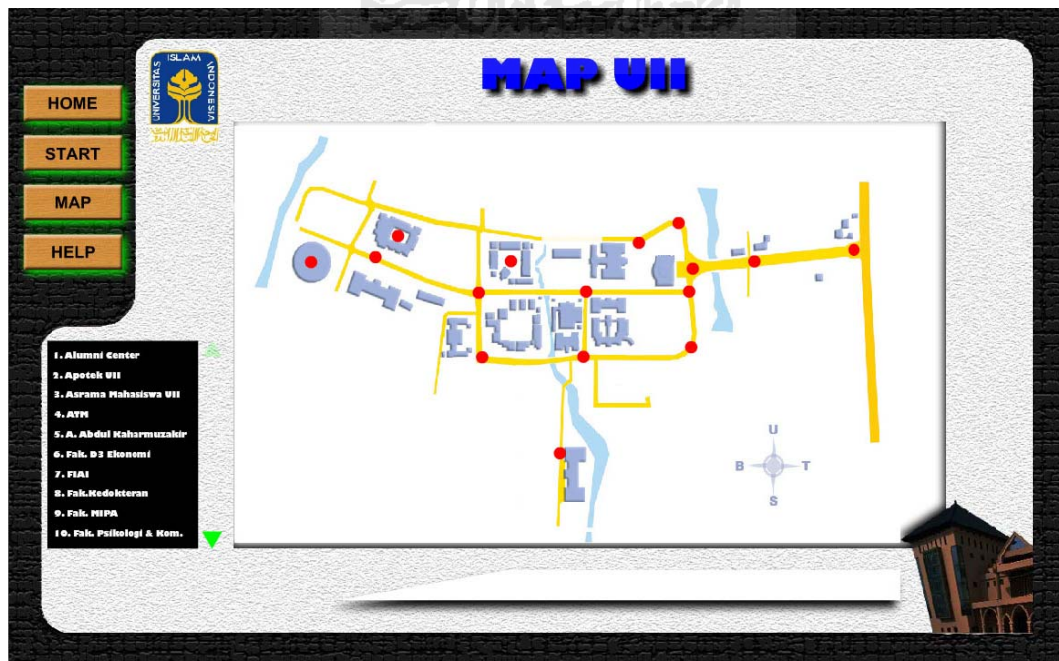 MAP UII
UNIVERSITAS ISLAM INDONESIA
HOME
START
MAP
HELP
1. Alumni Center
2. Apotek UII
3. Asrama Mahasiswa UII
4. ATM
5. A. Abdul Kaharmuzakir
6. Fak. D3 Ekonomi
7. FIAI
8. Fak.Kedokteran
9. Fak. MIPA
10. Fak. Psikologi & Kom.
U
B T
S